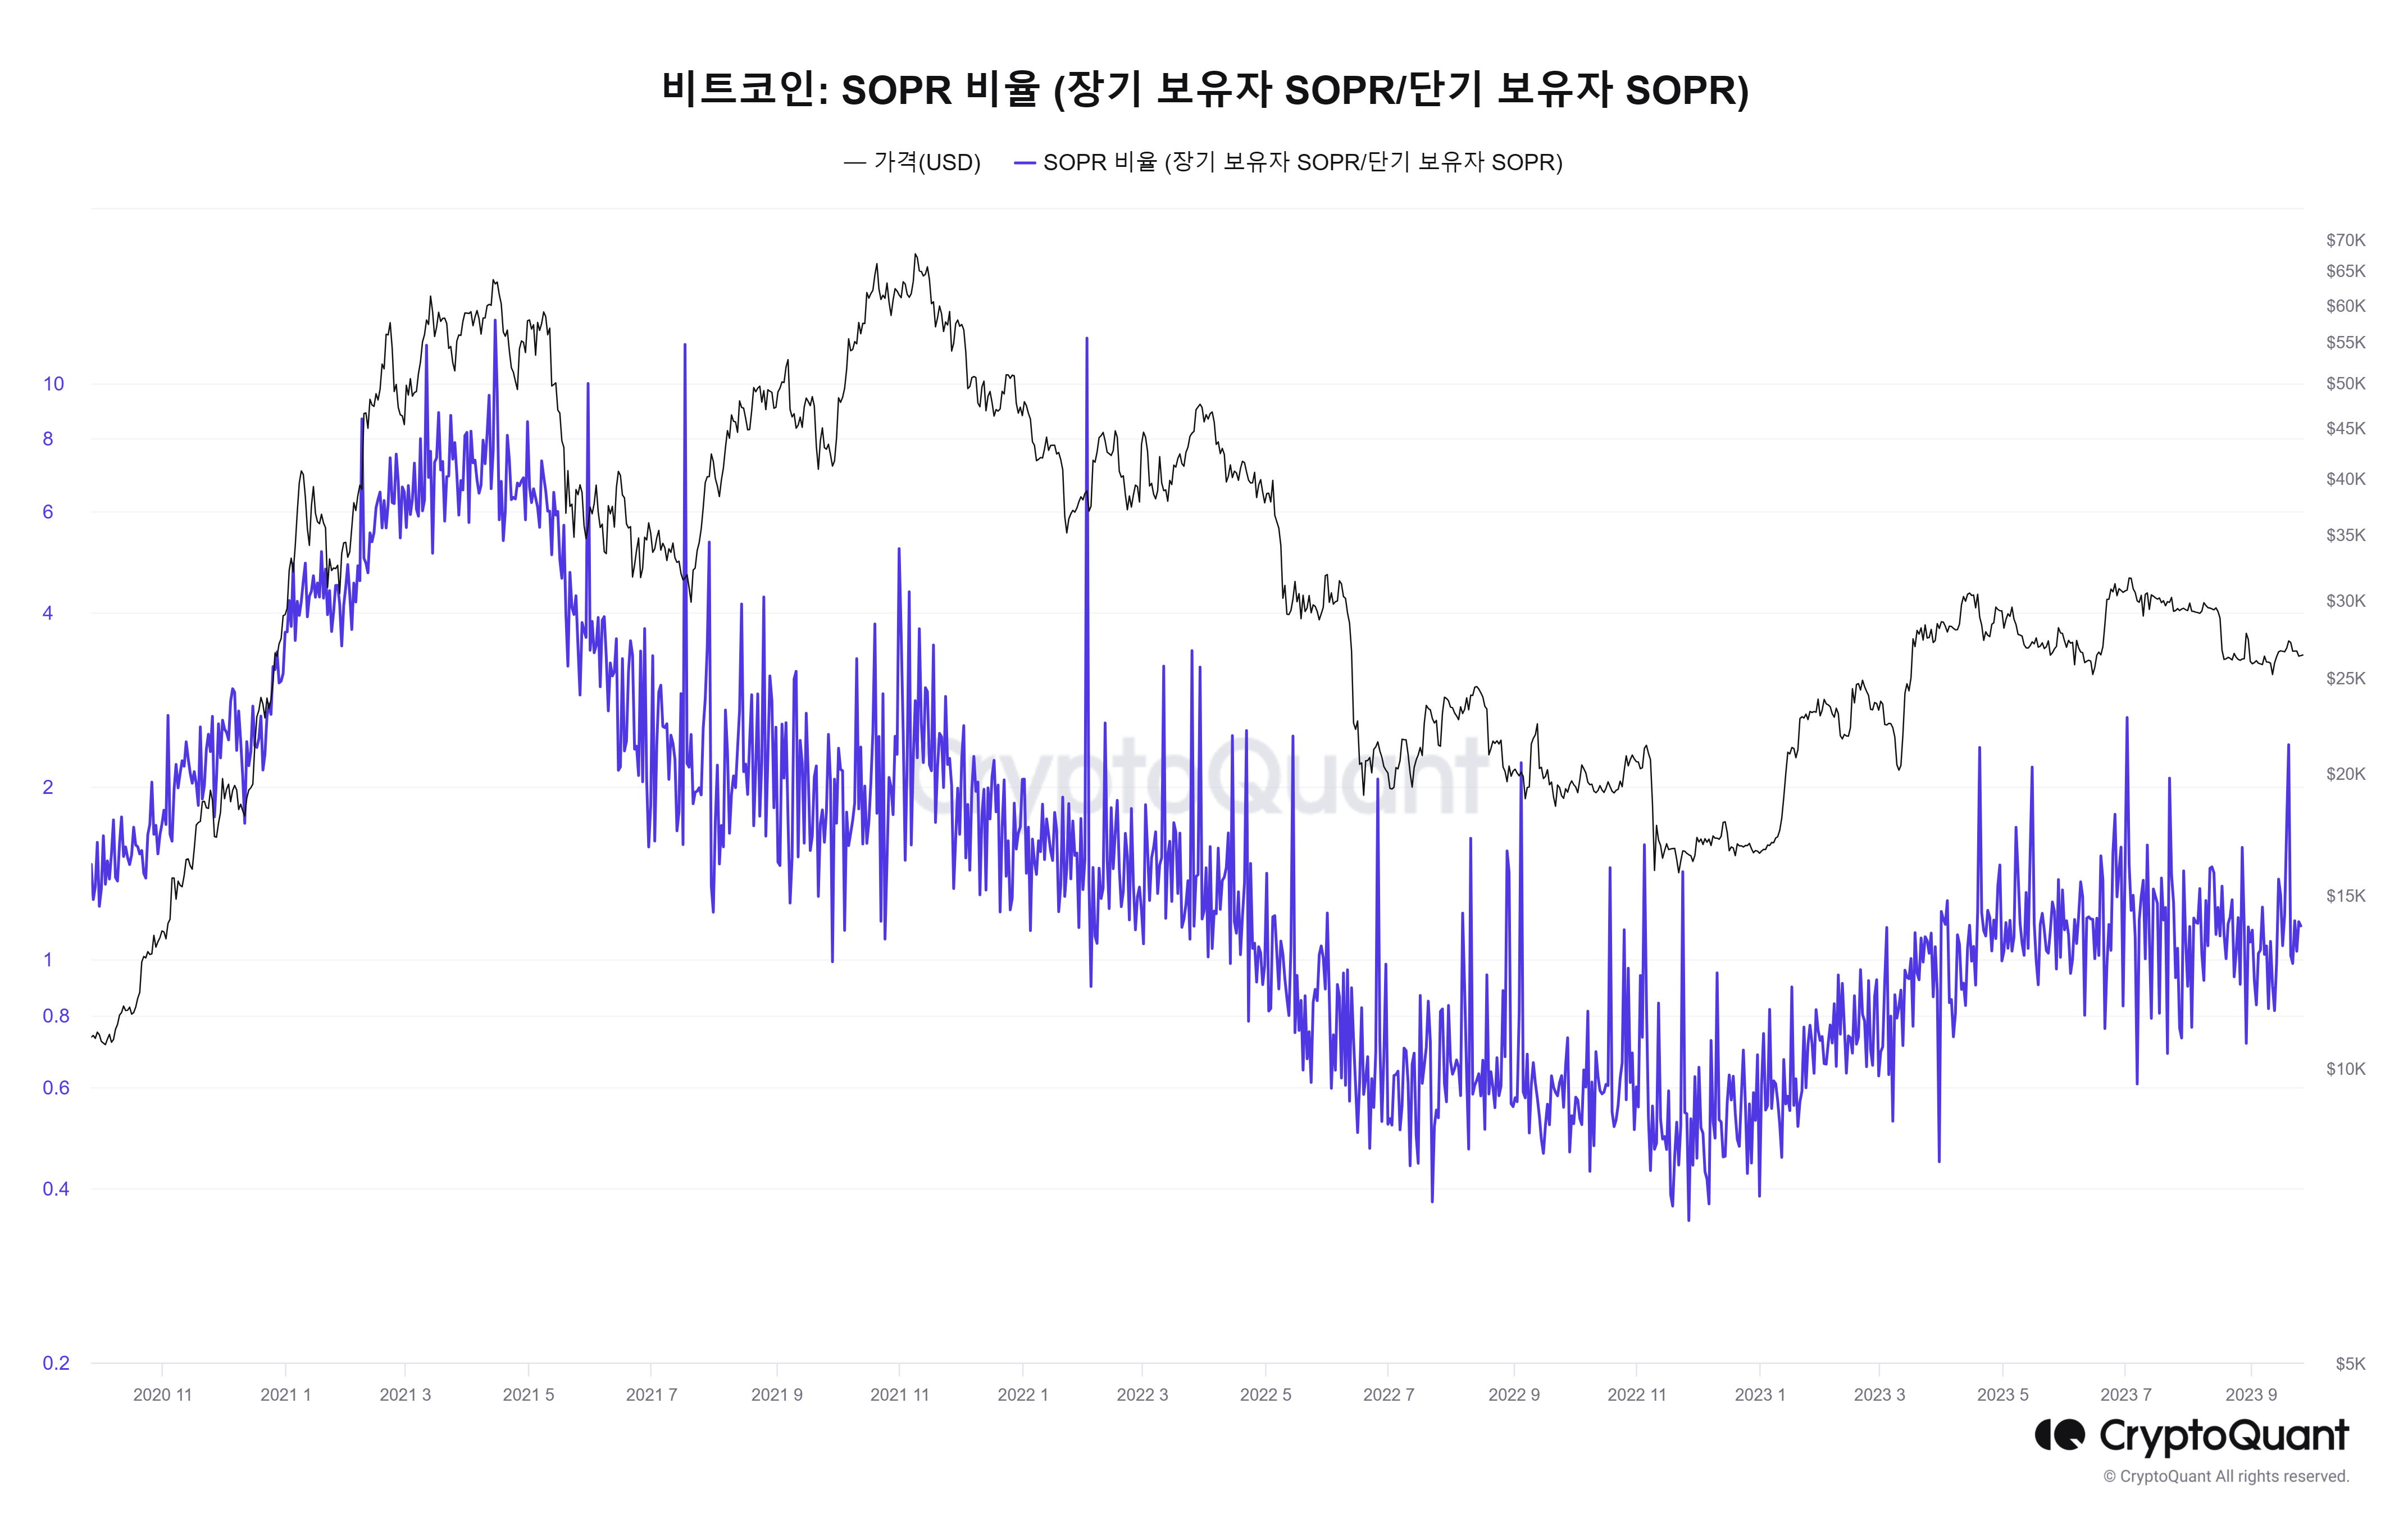 비트코인: SOPR 비율 (장기 보유자 SOPR/단기 보유자 SOPR)
가격(USD) SOPR 비율 (장기 보유자 SOPR/단기 보유자 SOPR)
$70K
$65K
$60K
$55K
10 $50K
8 $45K
$40K
6 $35K
4 $30K
$25K
2 $20K
CryptoQuant
$15K
1
0.8
0.6 $10K
0.4
0.2 $5K
2020 11 2021 1 2021 3 2021 5 2021 7 2021 9 2021 11 2022 1 2022 3 2022 5 2022 7 2022 9 2022 11 2023 1 2023 3 2023 5 2023 7 2023 9
CryptoQuant
© CryptoQuant All rights reserved.